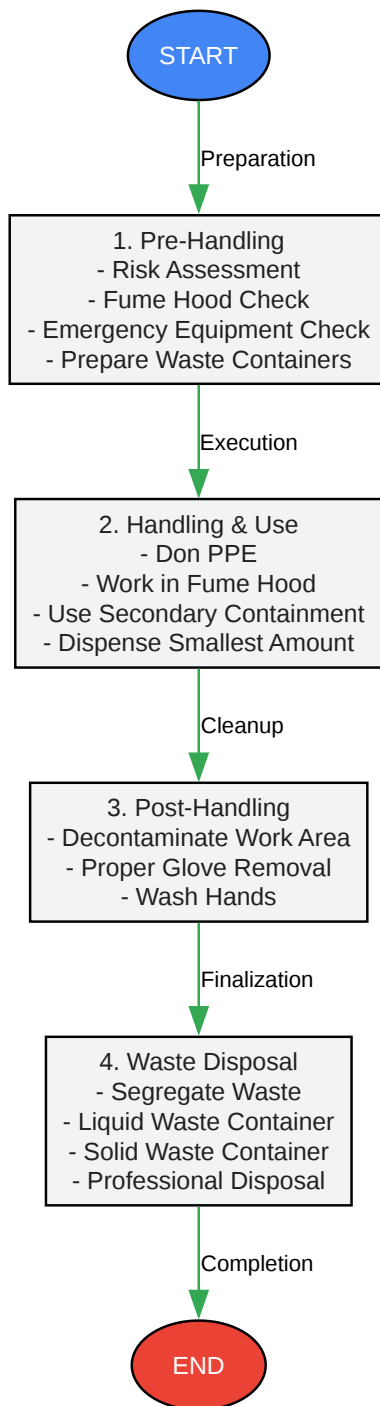 START
Preparation
1. Pre-Handling
- Risk Assessment
- Fume Hood Check
- Emergency Equipment Check
- Prepare Waste Containers
Execution
2. Handling & Use
- Don PPE
- Work in Fume Hood
- Use Secondary Containment
- Dispense Smallest Amount
Cleanup
3. Post-Handling
- Decontaminate Work Area
- Proper Glove Removal
- Wash Hands
Finalization
4. Waste Disposal
- Segregate Waste
- Liquid Waste Container
- Solid Waste Container
- Professional Disposal
Completion
END